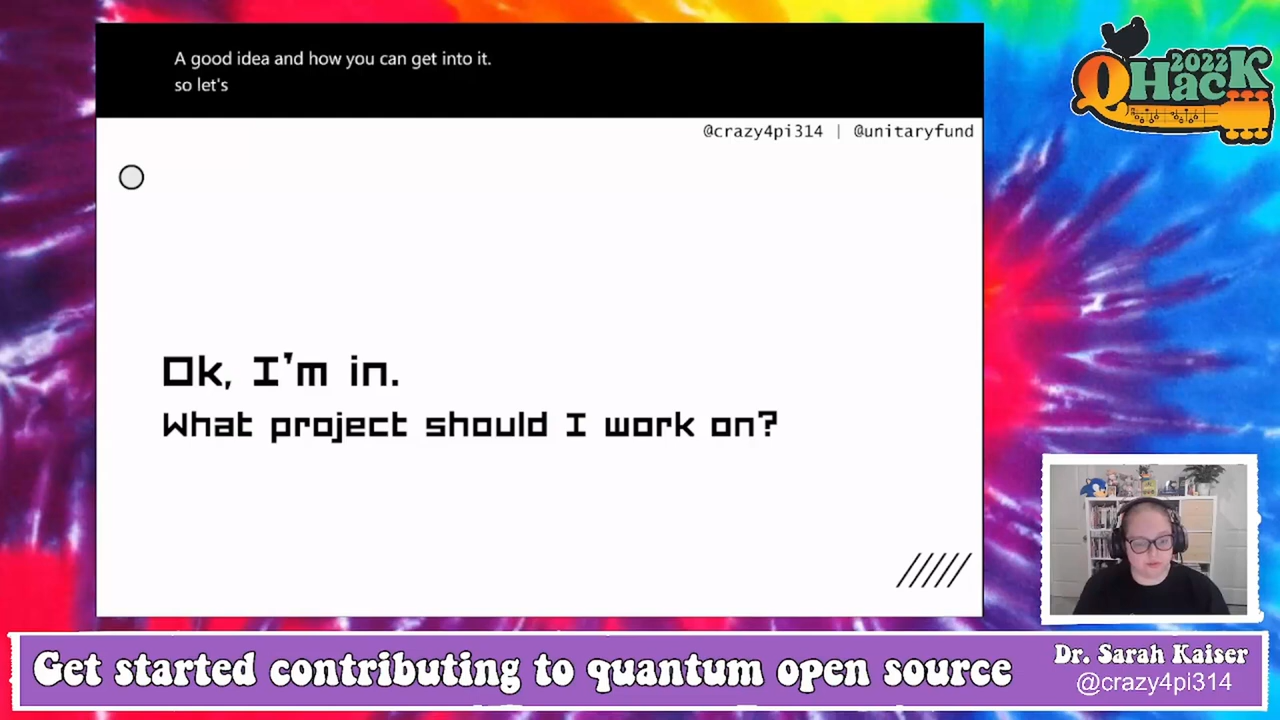 A good idea and how you can get into it.
so let's
2022
QHack
@crazy4pi314 | @unitaryfund
Ok, I'm in.
What project should I work on?
Get started contributing to quantum open source
Dr. Sarah Kaiser
@crazy4pi314